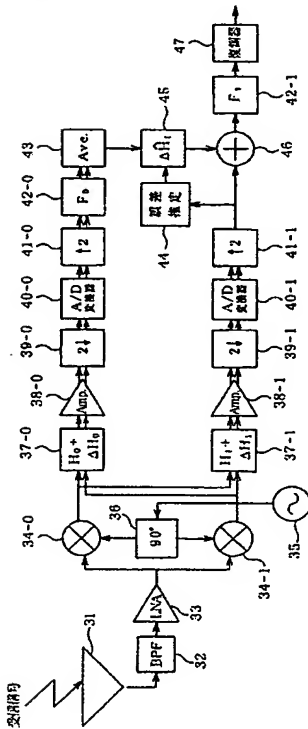 受信信号
31
BPF
32
LNA
33
34-0
34-1
90°
36
35
37-0
H₀+
ΔH₀
38-0
Amp.
39-0
2↓
40-0
A/D
変換器
41-0
↑2
42-0
F₀
43
Ave.
37-1
H₁+
ΔH₁
38-1
Amp.
39-1
2↓
40-1
A/D
変換器
41-1
↑2
誤差
推定
44
ΔĤ₁
45
+
46
F₁
42-1
復調器
47